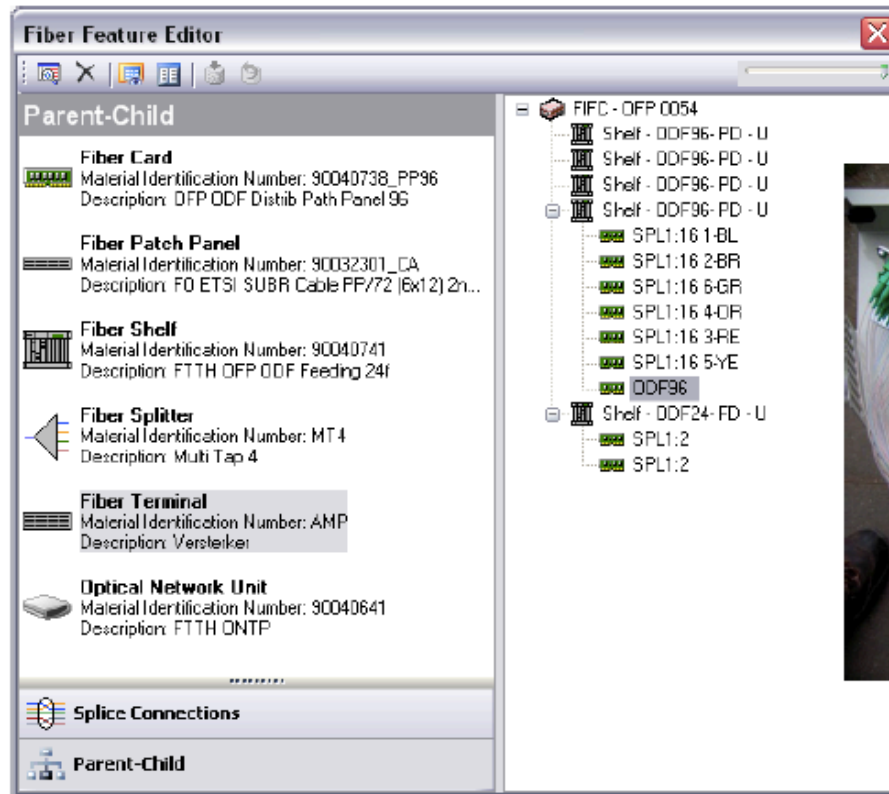 Fiber Feature Editor
Parent-Child
Fiber Card
Material Identification Number: 90040738_PP96
Description: OFP ODF Distrib Path Panel 96
Fiber Patch Panel
Material Identification Number: 90032301_CA
Description: FO ETSI SUBR Cable PP/72 (6x12) 2n...
Fiber Shelf
Material Identification Number: 90040741
Description: FTTH OFP ODF Feeding 24f
Fiber Splitter
Material Identification Number: MT4
Description: Multi Tap 4
Fiber Terminal
Material Identification Number: AMP
Description: Versterker
Optical Network Unit
Material Identification Number: 90040641
Description: FTTH ONTP
Splice Connections
Parent-Child
FIFC - OFP 0054
Shelf - ODF96- PD - U
Shelf - ODF96- PD - U
Shelf - ODF96- PD - U
Shelf - ODF96- PD - U
SPL1:16 1-BL
SPL1:16 2-BR
SPL1:16 6-GR
SPL1:16 4-OR
SPL1:16 3-RE
SPL1:16 5-YE
ODF96
Shelf - ODF24- FD - U
SPL1:2
SPL1:2